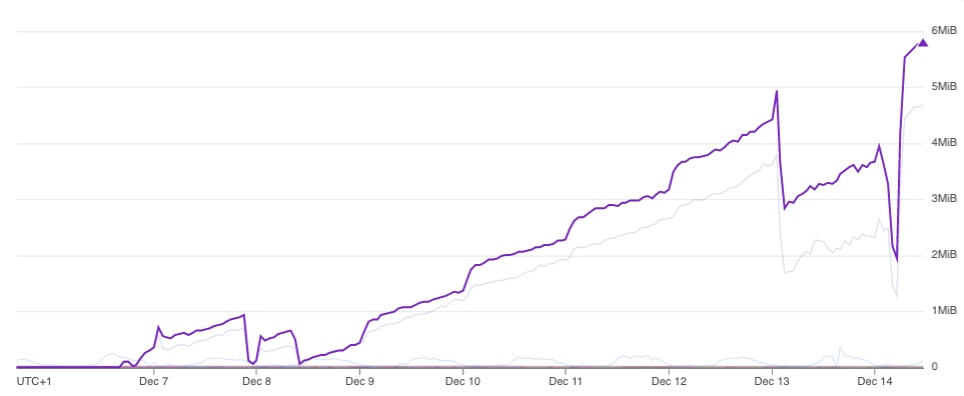 6MiB
5MiB
4MiB
3MiB
2MiB
1MiB
0
UTC+1 Dec 7 Dec 8 Dec 9 Dec 10 Dec 11 Dec 12 Dec 13 Dec 14